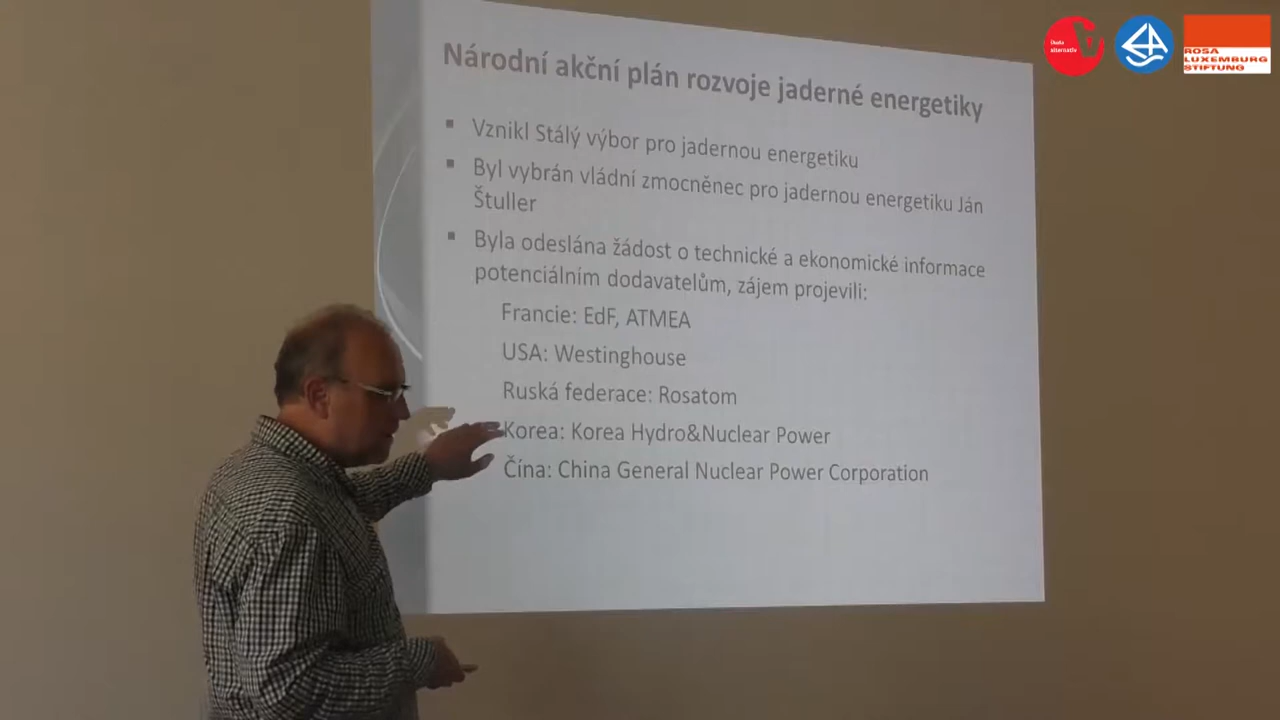 Národní akční plán rozvoje jaderné energetiky
Vznikl Stálý výbor pro jadernou energetiku
Byl vybrán vládní zmocněnec pro jadernou energetiku Ján
Štuller
Byla odeslána žádost o technické a ekonomické informace
potenciálním dodavatelům, zájem projevili:
Francie: EdF, ATMEA
USA: Westinghouse
Ruská federace: Rosatom
Korea: Korea Hydro&Nuclear Power
Čína: China General Nuclear Power Corporation
alternativ
ROSA
LUXEMBURG
STIFTUNG